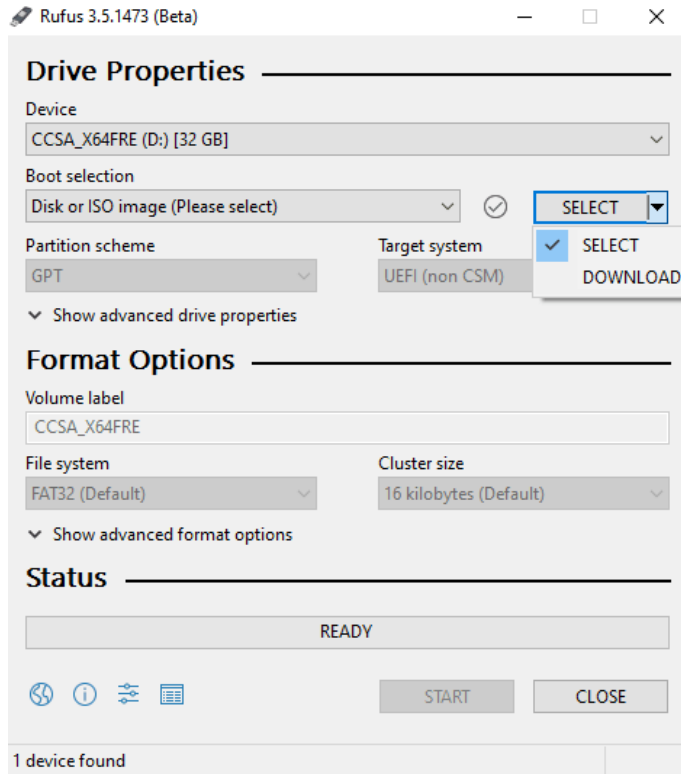 Rufus 3.5.1473 (Beta)
Drive Properties
Device
CCSA_X64FRE (D:) [32 GB]
Boot selection
Disk or ISO image (Please select)
SELECT
Partition scheme
Target system
SELECT
GPT
UEFI (non CSM)
DOWNLOAD
Show advanced drive properties
Format Options
Volume label
CCSA_X64FRE
File system
Cluster size
FAT32 (Default)
16 kilobytes (Default)
Show advanced format options
Status
READY
START
CLOSE
1 device found